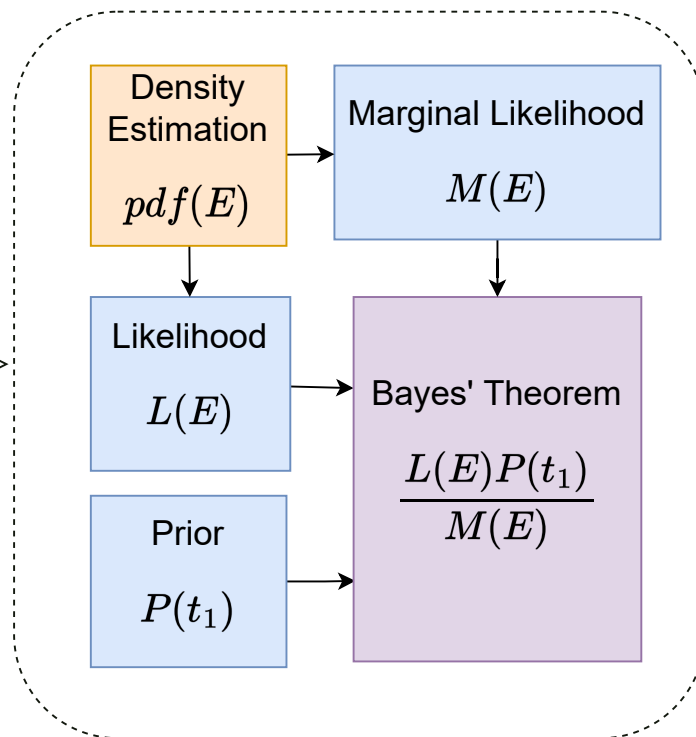 Density
Estimation
pdf(E)
Marginal Likelihood
M(E)
Likelihood
L(E)
Bayes' Theorem
L(E)P(t₁)
M(E)
Prior
P(t₁)